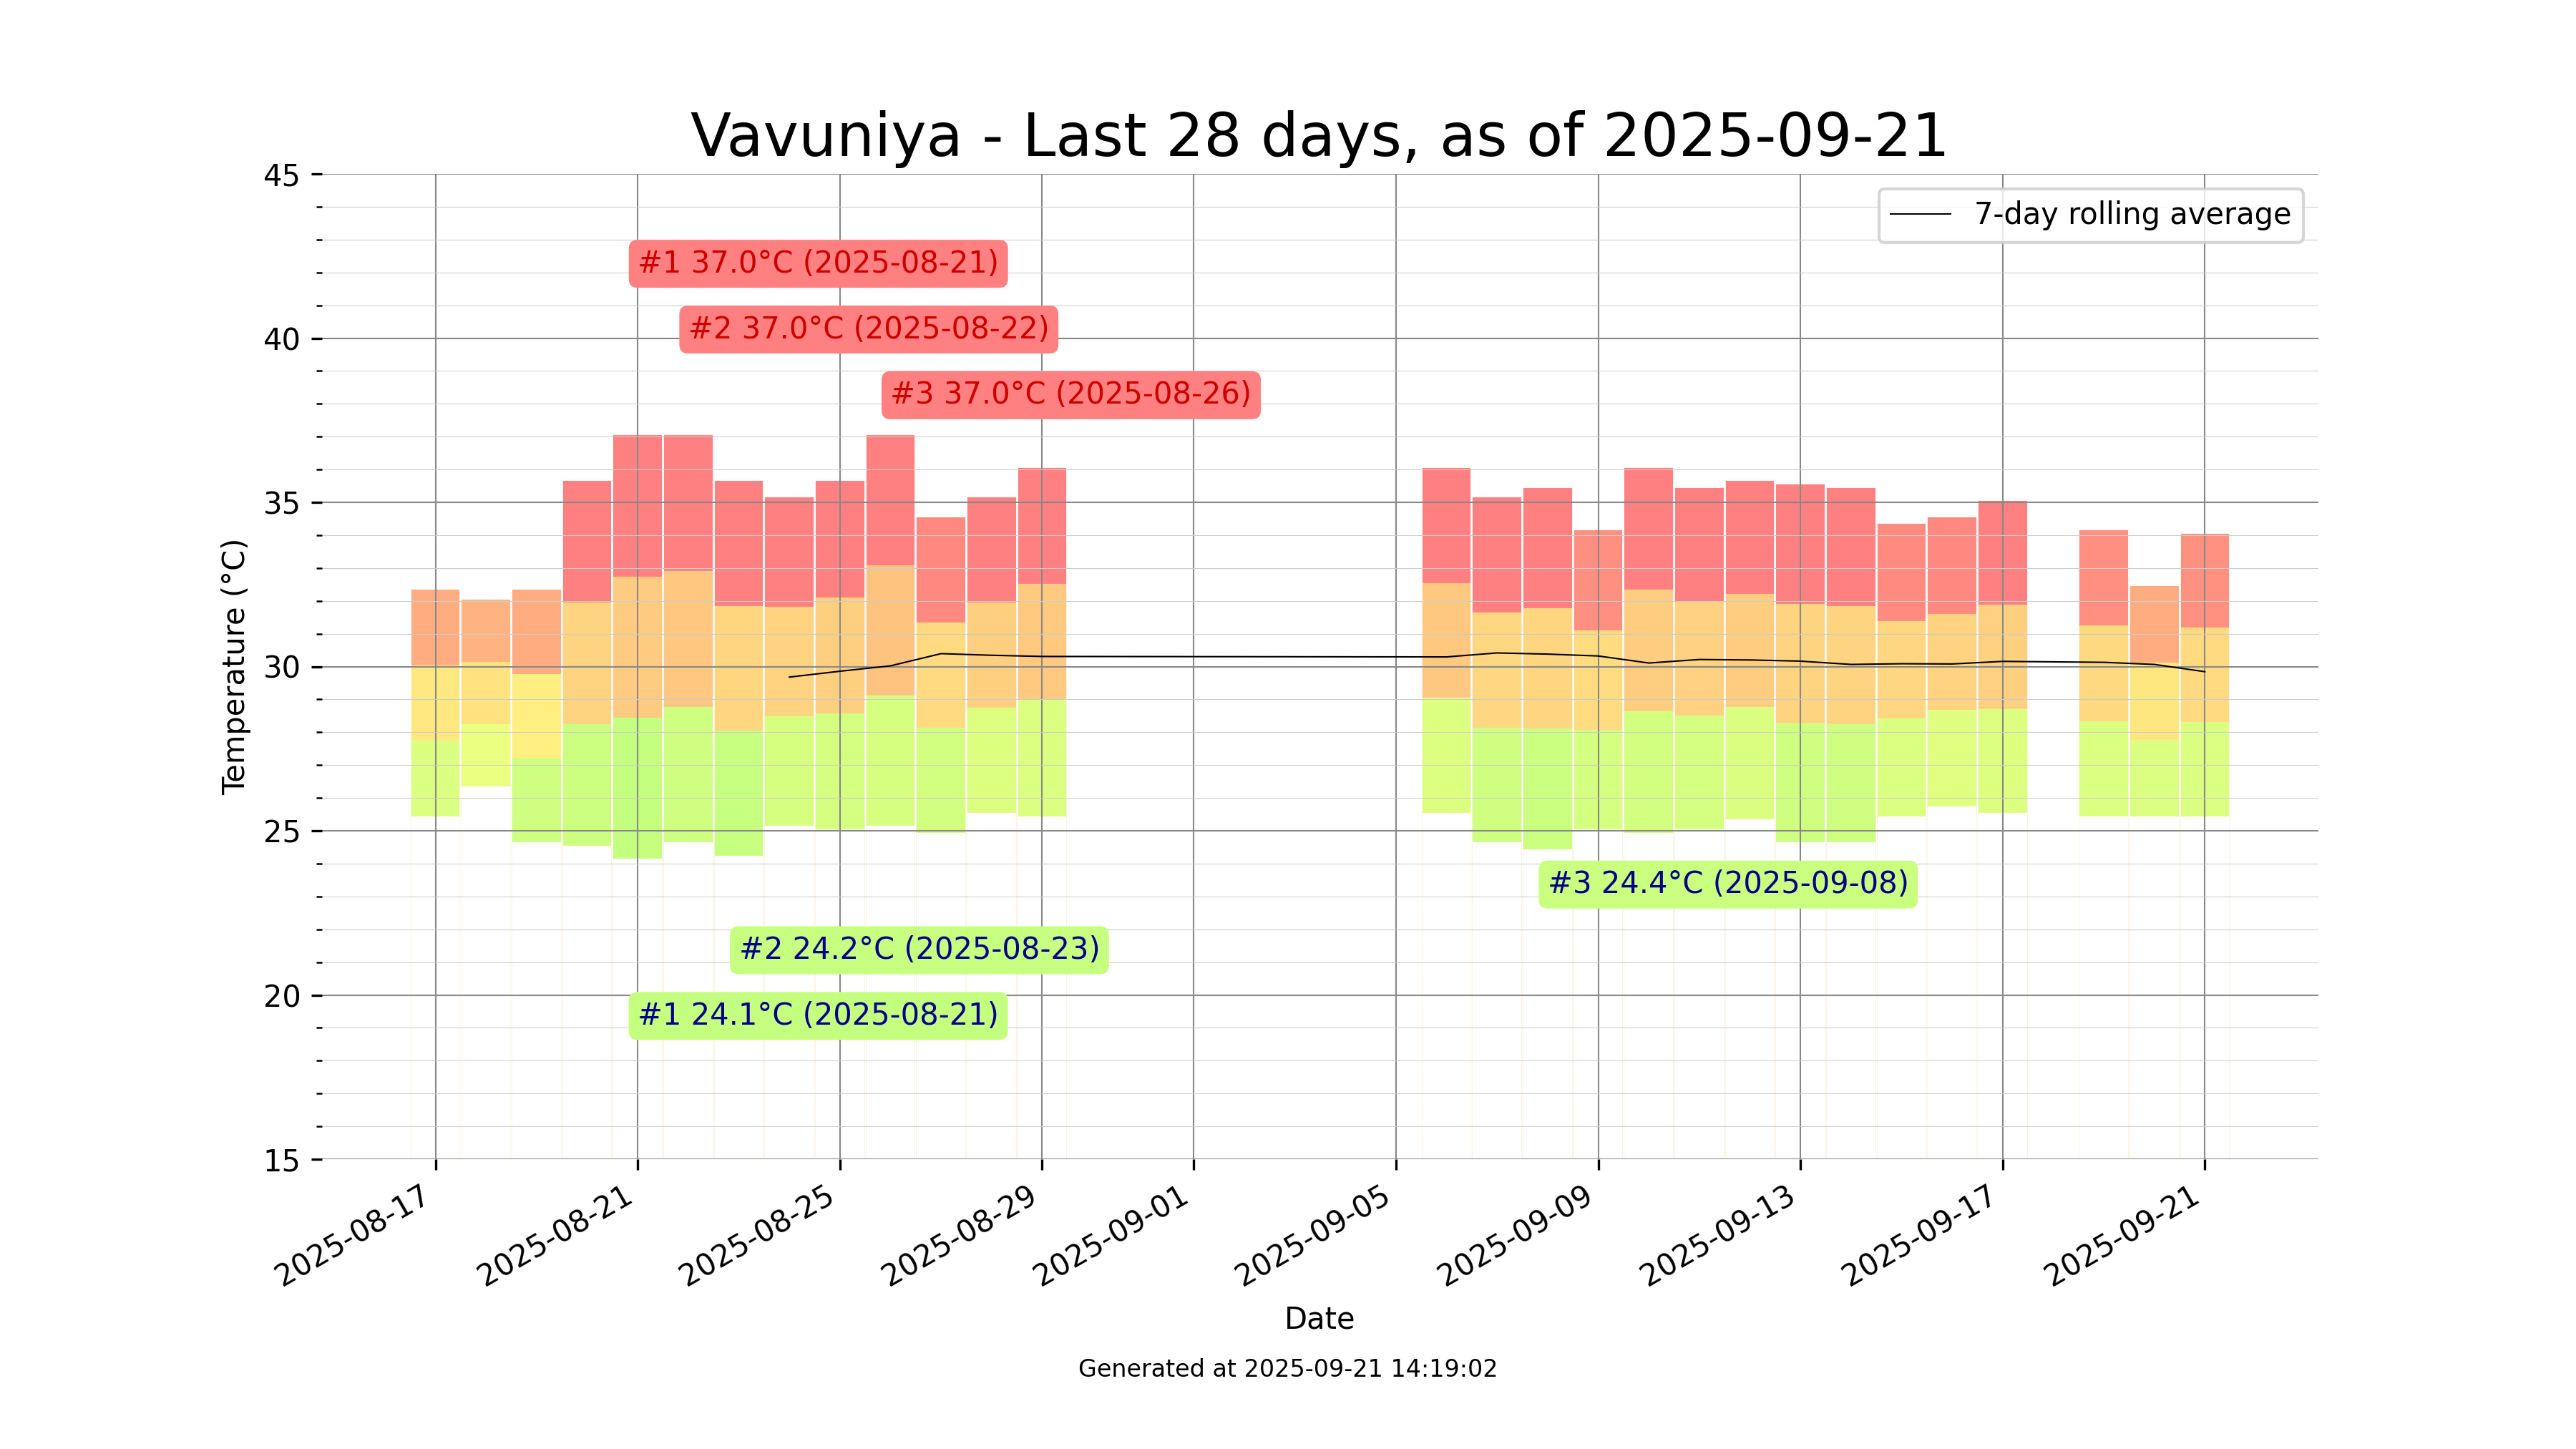 Vavuniya - Last 28 days, as of 2025-09-21
7-day rolling average
45
40
35
30
25
20
15
Temperature (°C)
#1 37.0°C (2025-08-21)
#2 37.0°C (2025-08-22)
#3 37.0°C (2025-08-26)
#3 24.4°C (2025-09-08)
#2 24.2°C (2025-08-23)
#1 24.1°C (2025-08-21)
2025-08-17
2025-08-21
2025-08-25
2025-08-29
2025-09-01
2025-09-05
2025-09-09
2025-09-13
2025-09-17
2025-09-21
Date
Generated at 2025-09-21 14:19:02